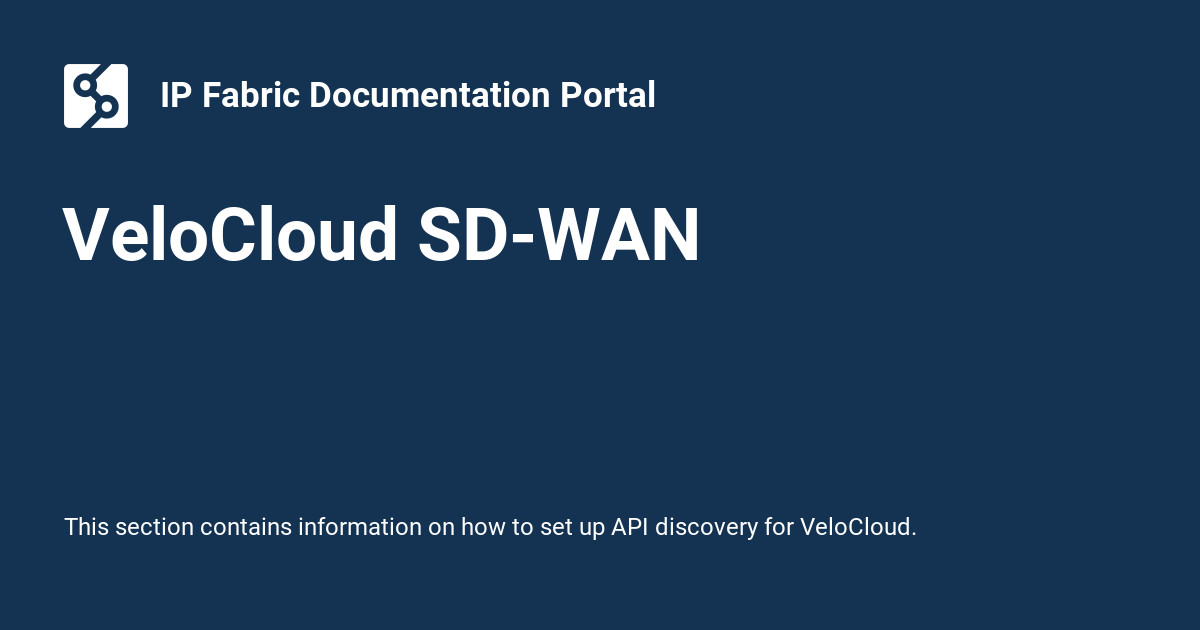 IP Fabric Documentation Portal
VeloCloud SD-WAN
This section contains information on how to set up API discovery for VeloCloud.